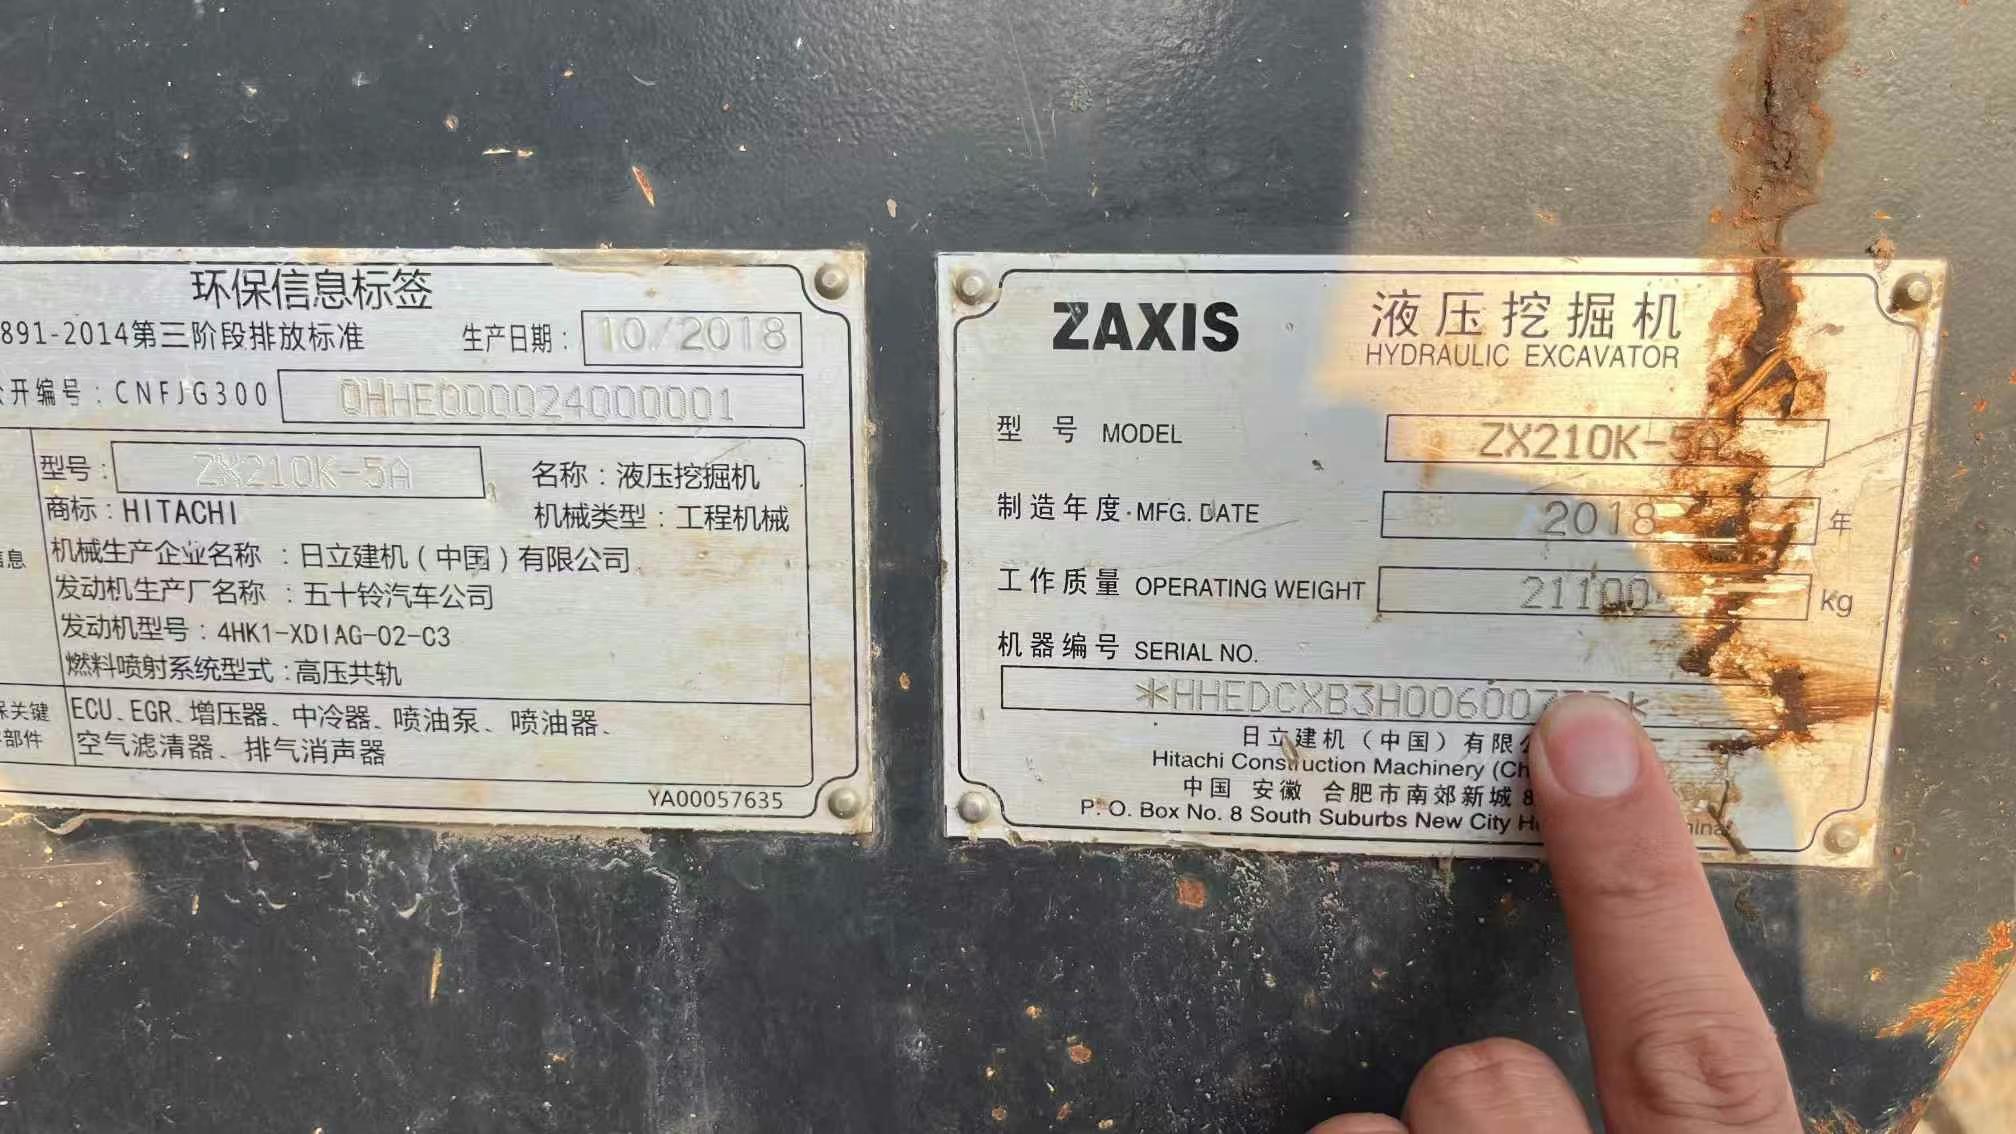 环保信息标签
891-2014第三阶段排放标准 生产日期: 10/2018
开编号:CNFJG300 QHHE000024000001
型号: ZX210K-5A 名称:液压挖掘机
商标:HITACHI 机械类型:工程机械
机械生产企业名称 :日立建机(中国)有限公司
发动机生产厂名称 :五十铃汽车公司
发动机型号:4HK1-XDIAG-02-C3
燃料喷射系统型式:高压共轨
息
关键
部件
ECU、EGR、增压器、中冷器、喷油泵、喷油器、
空气滤清器、排气消声器
YA00057635
ZAXIS
液压挖掘机
HYDRAULIC EXCAVATOR
型号 MODEL ZX210K-5A
制造年度·MFG. DATE 2018 年
工作质量 OPERATING WEIGHT 21100 kg
机器编号 SERIAL NO.
*HHEDCXB3H00600 *
日立建机(中国)有限
Hitachi Construction Machinery (Ch
中国 安徽 合肥市南郊新城 8
P. O. Box No. 8 South Suburbs New City H hina